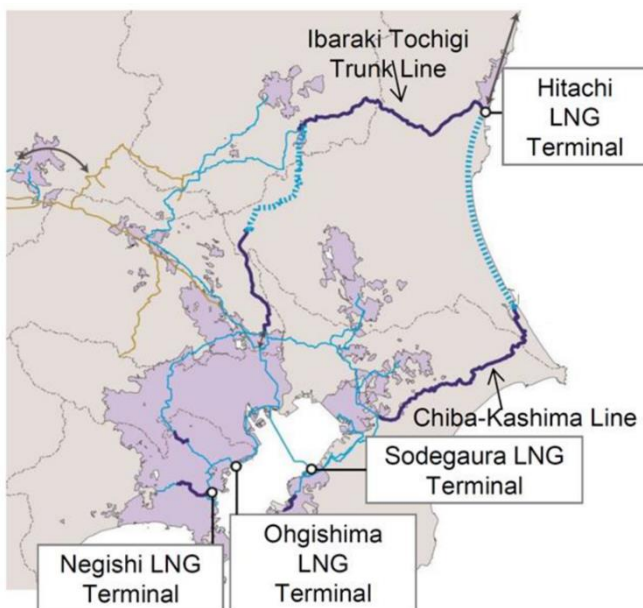 Ibaraki Tochigi
Trunk Line
Hitachi
LNG
Terminal
Chiba-Kashima Line
Sodegaura LNG
Terminal
Ohgishima
LNG
Terminal
Negishi LNG
Terminal